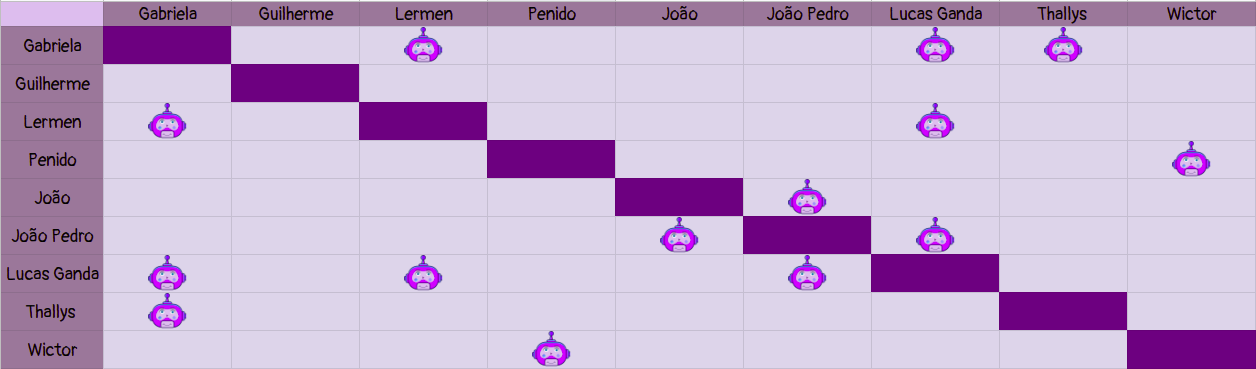 Gabriela Guilherme Lermen Penido João João Pedro Lucas Ganda Thallys Wictor
Gabriela
Guilherme
Lermen
Penido
João
João Pedro
Lucas Ganda
Thallys
Wictor